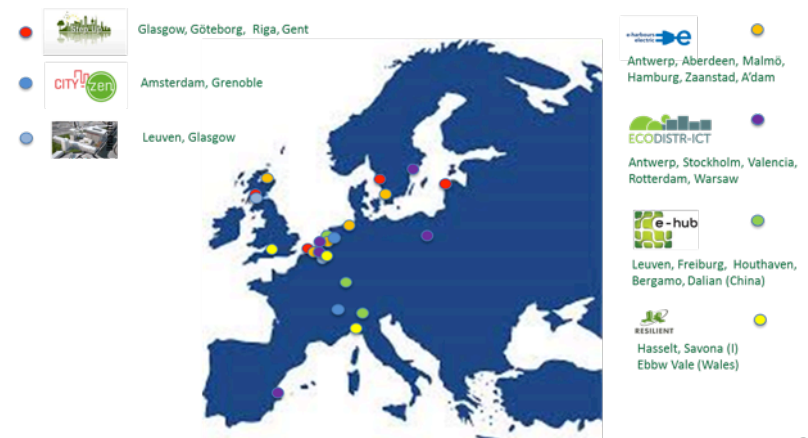 Step Up
Glasgow, Göteborg, Riga, Gent
CITY zen
Amsterdam, Grenoble
Leuven, Glasgow
e-harbours
electric
e
Antwerp, Aberdeen, Malmö,
Hamburg, Zaanstad, A'dam
ECODISTR-ICT
Antwerp, Stockholm, Valencia,
Rotterdam, Warsaw
e-hub
Leuven, Freiburg, Houthaven,
Bergamo, Dalian (China)
RESILIENT
Hasselt, Savona (I)
Ebbw Vale (Wales)